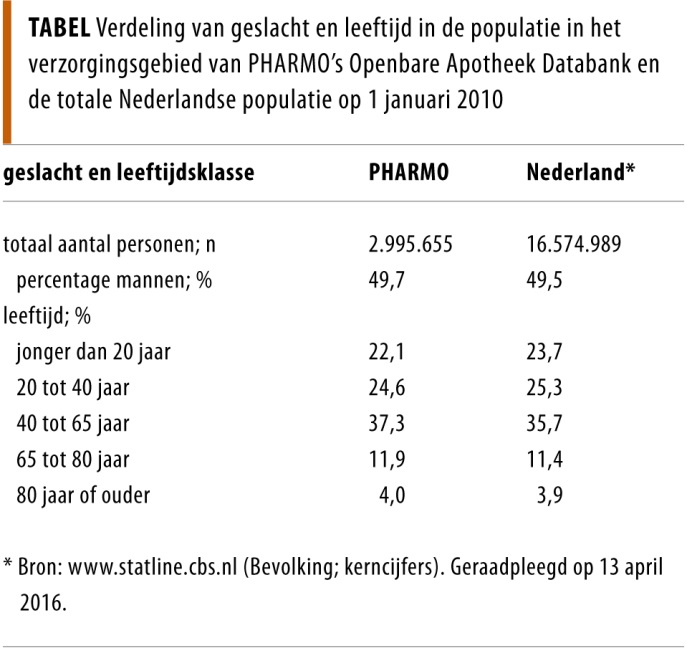 TABEL Verdeling van geslacht en leeftijd in de populatie in het
verzorgingsgebied van PHARMO’s Openbare Apotheek Databank en
de totale Nederlandse populatie op 1 januari 2010
geslacht en leeftijdsklasse PHARMO Nederland*
totaal aantal personen; n 2.995.655 16.574.989
percentage mannen; % 49,7 49,5
leeftijd; %
jonger dan 20 jaar 22,1 23,7
20 tot 40 jaar 24,6 25,3
40 tot 65 jaar 37,3 35,7
65 tot 80 jaar 11,9 11,4
80 jaar of ouder 4,0 3,9
* Bron: www.statline.cbs.nl (Bevolking; kerncijfers). Geraadpleegd op 13 april
2016.